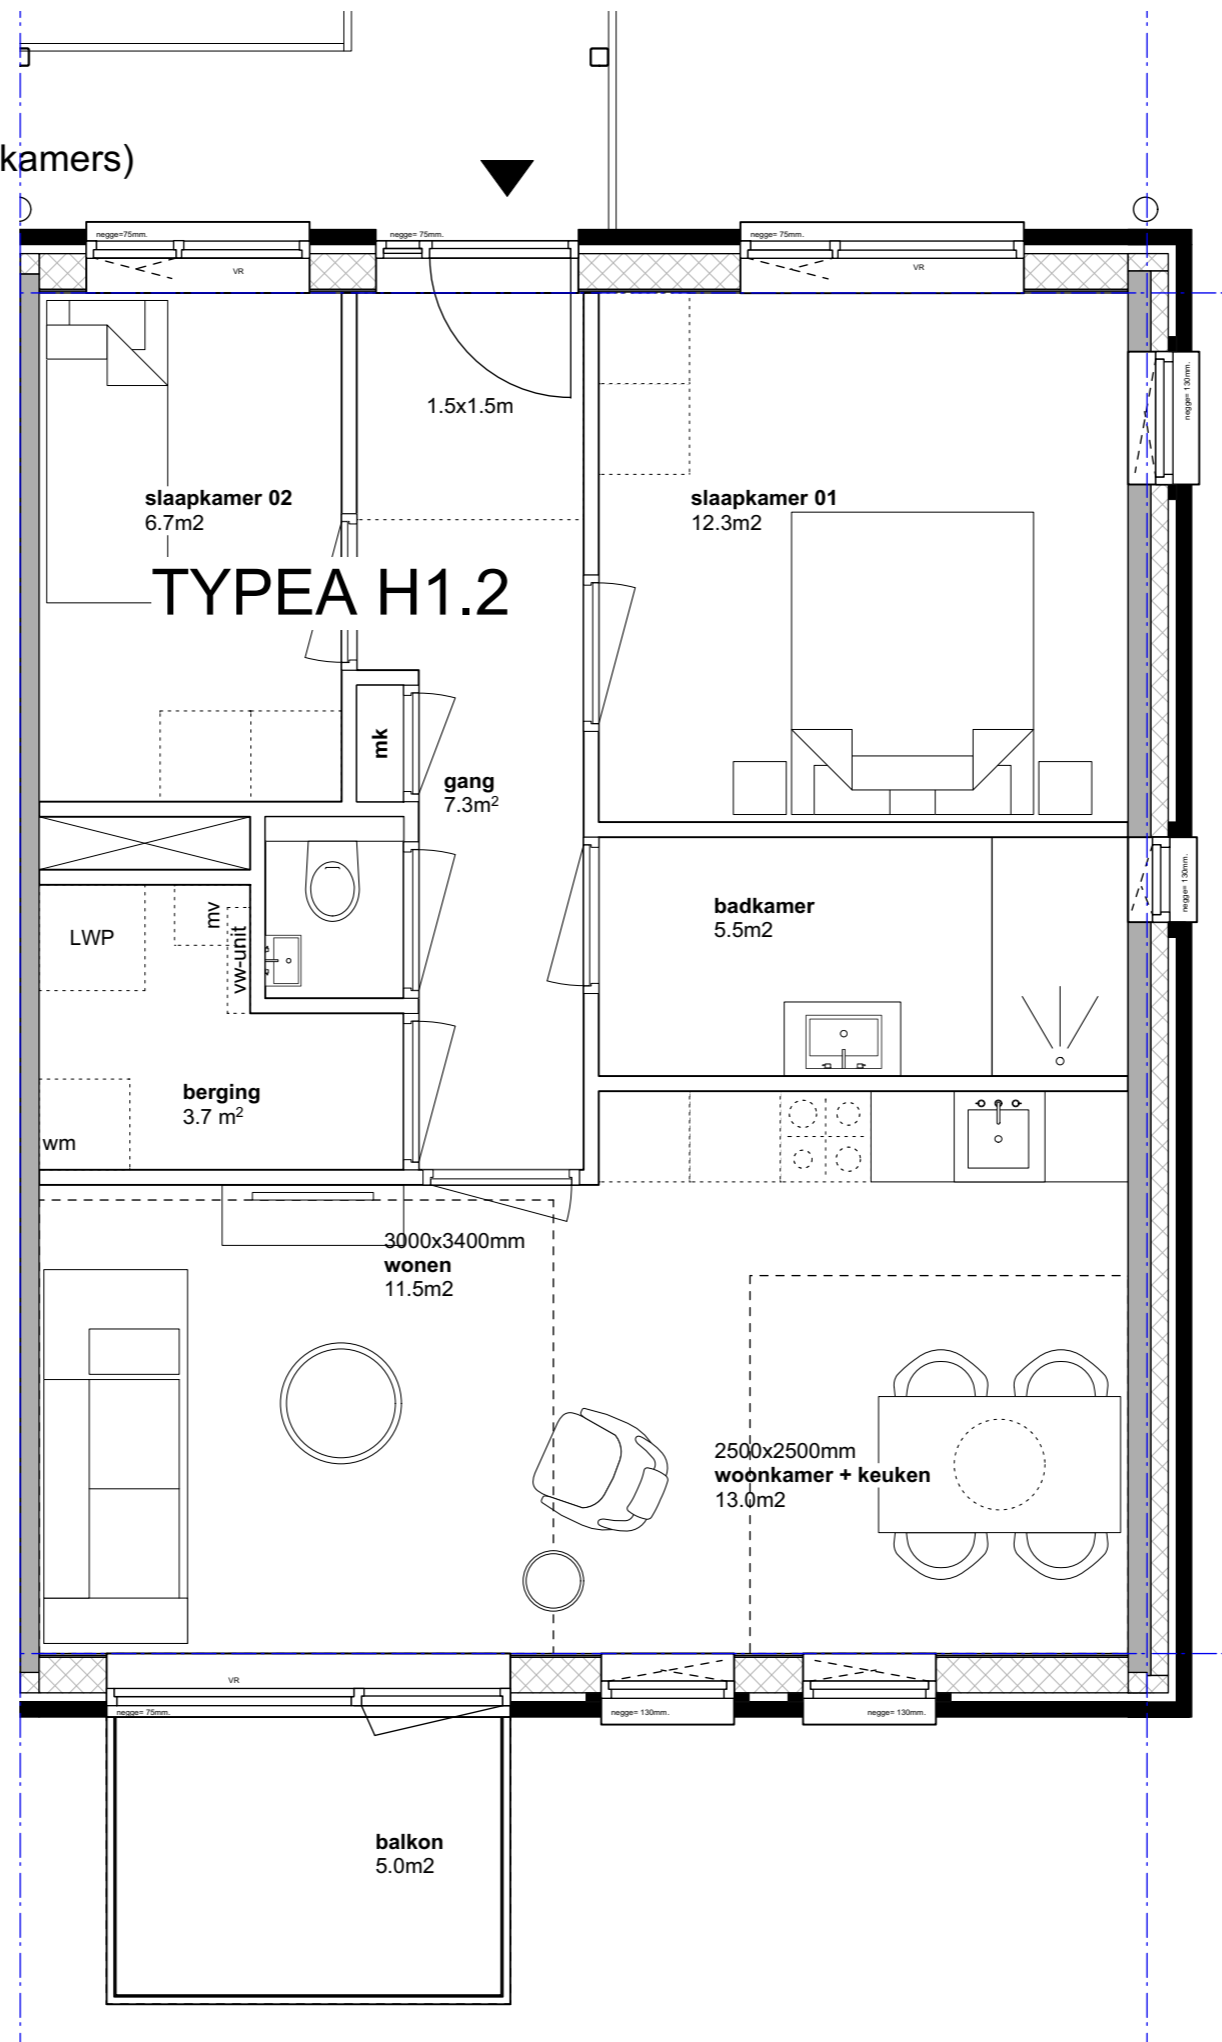 kamers)
negge=75mm.
negge= 75mm.
negge= 75mm.
VR
VR
negge= 130mm.
1.5x1.5m
slaapkamer 02
6.7m2
slaapkamer 01
12.3m2
TYPEA H1.2
mk
gang
7.3m²
negge= 130mm.
badkamer
5.5m2
LWP
mv
vw-unit
berging
3.7 m²
wm
3000x3400mm
wonen
11.5m2
2500x2500mm
woonkamer + keuken
13.0m2
VR
negge= 75mm.
negge= 130mm.
negge= 130mm.
balkon
5.0m2